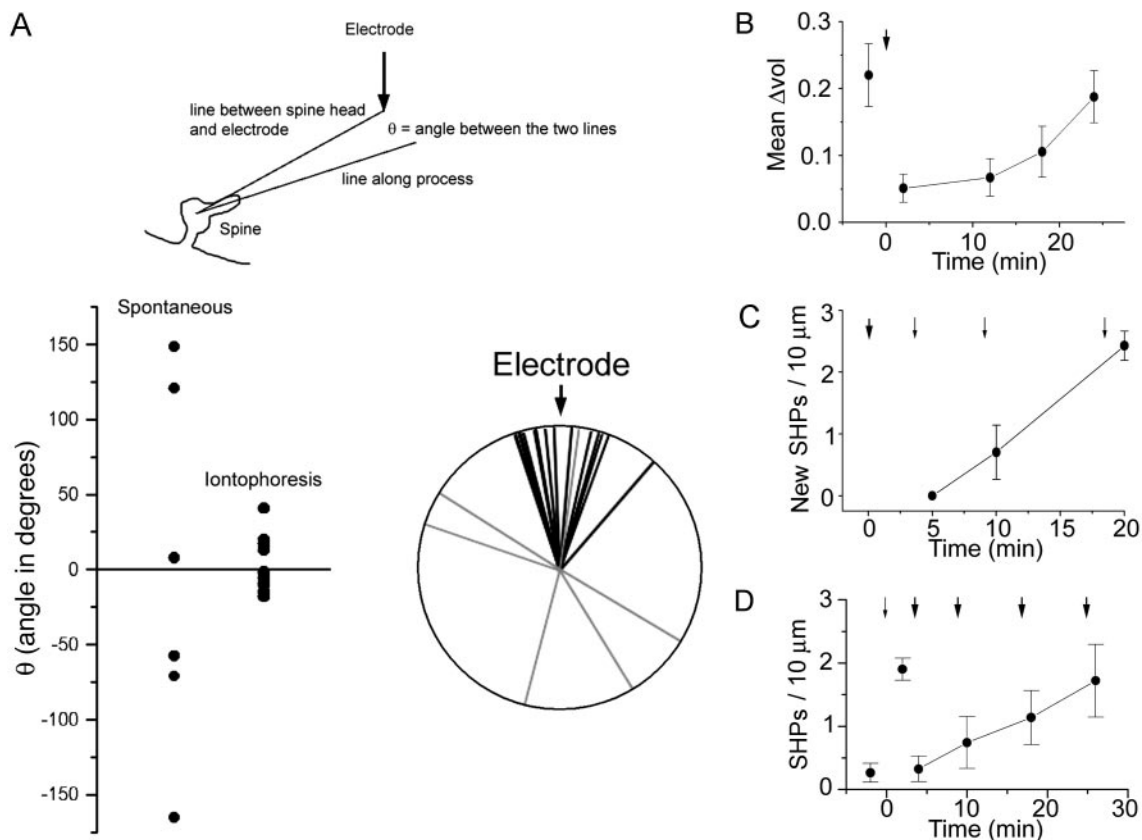 A
Electrode
line between spine head
and electrode
θ = angle between the two lines
line along process
Spine
Spontaneous
Iontophoresis
θ (angle in degrees)
150
100
50
0
-50
-100
-150
Electrode
B
Mean Δvol
0.3
0.2
0.1
0.0
0 10 20
Time (min)
C
New SHPs / 10 μm
3
2
1
0
0 5 10 15 20
Time (min)
D
SHPs / 10 μm
3
2
1
0
0 10 20 30
Time (min)